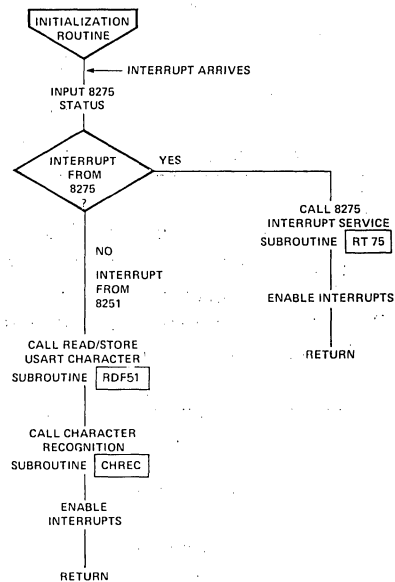 INITIALIZATION
ROUTINE
INTERRUPT ARRIVES
INPUT 8275
STATUS
INTERRUPT
FROM
8275
?
YES
CALL 8275
INTERRUPT SERVICE
SUBROUTINE RT 75
ENABLE INTERRUPTS
RETURN
NO
INTERRUPT
FROM
8251
CALL READ/STORE
USART CHARACTER
SUBROUTINE RDF51
CALL CHARACTER
RECOGNITION
SUBROUTINE CHREC
ENABLE
INTERRUPTS
RETURN